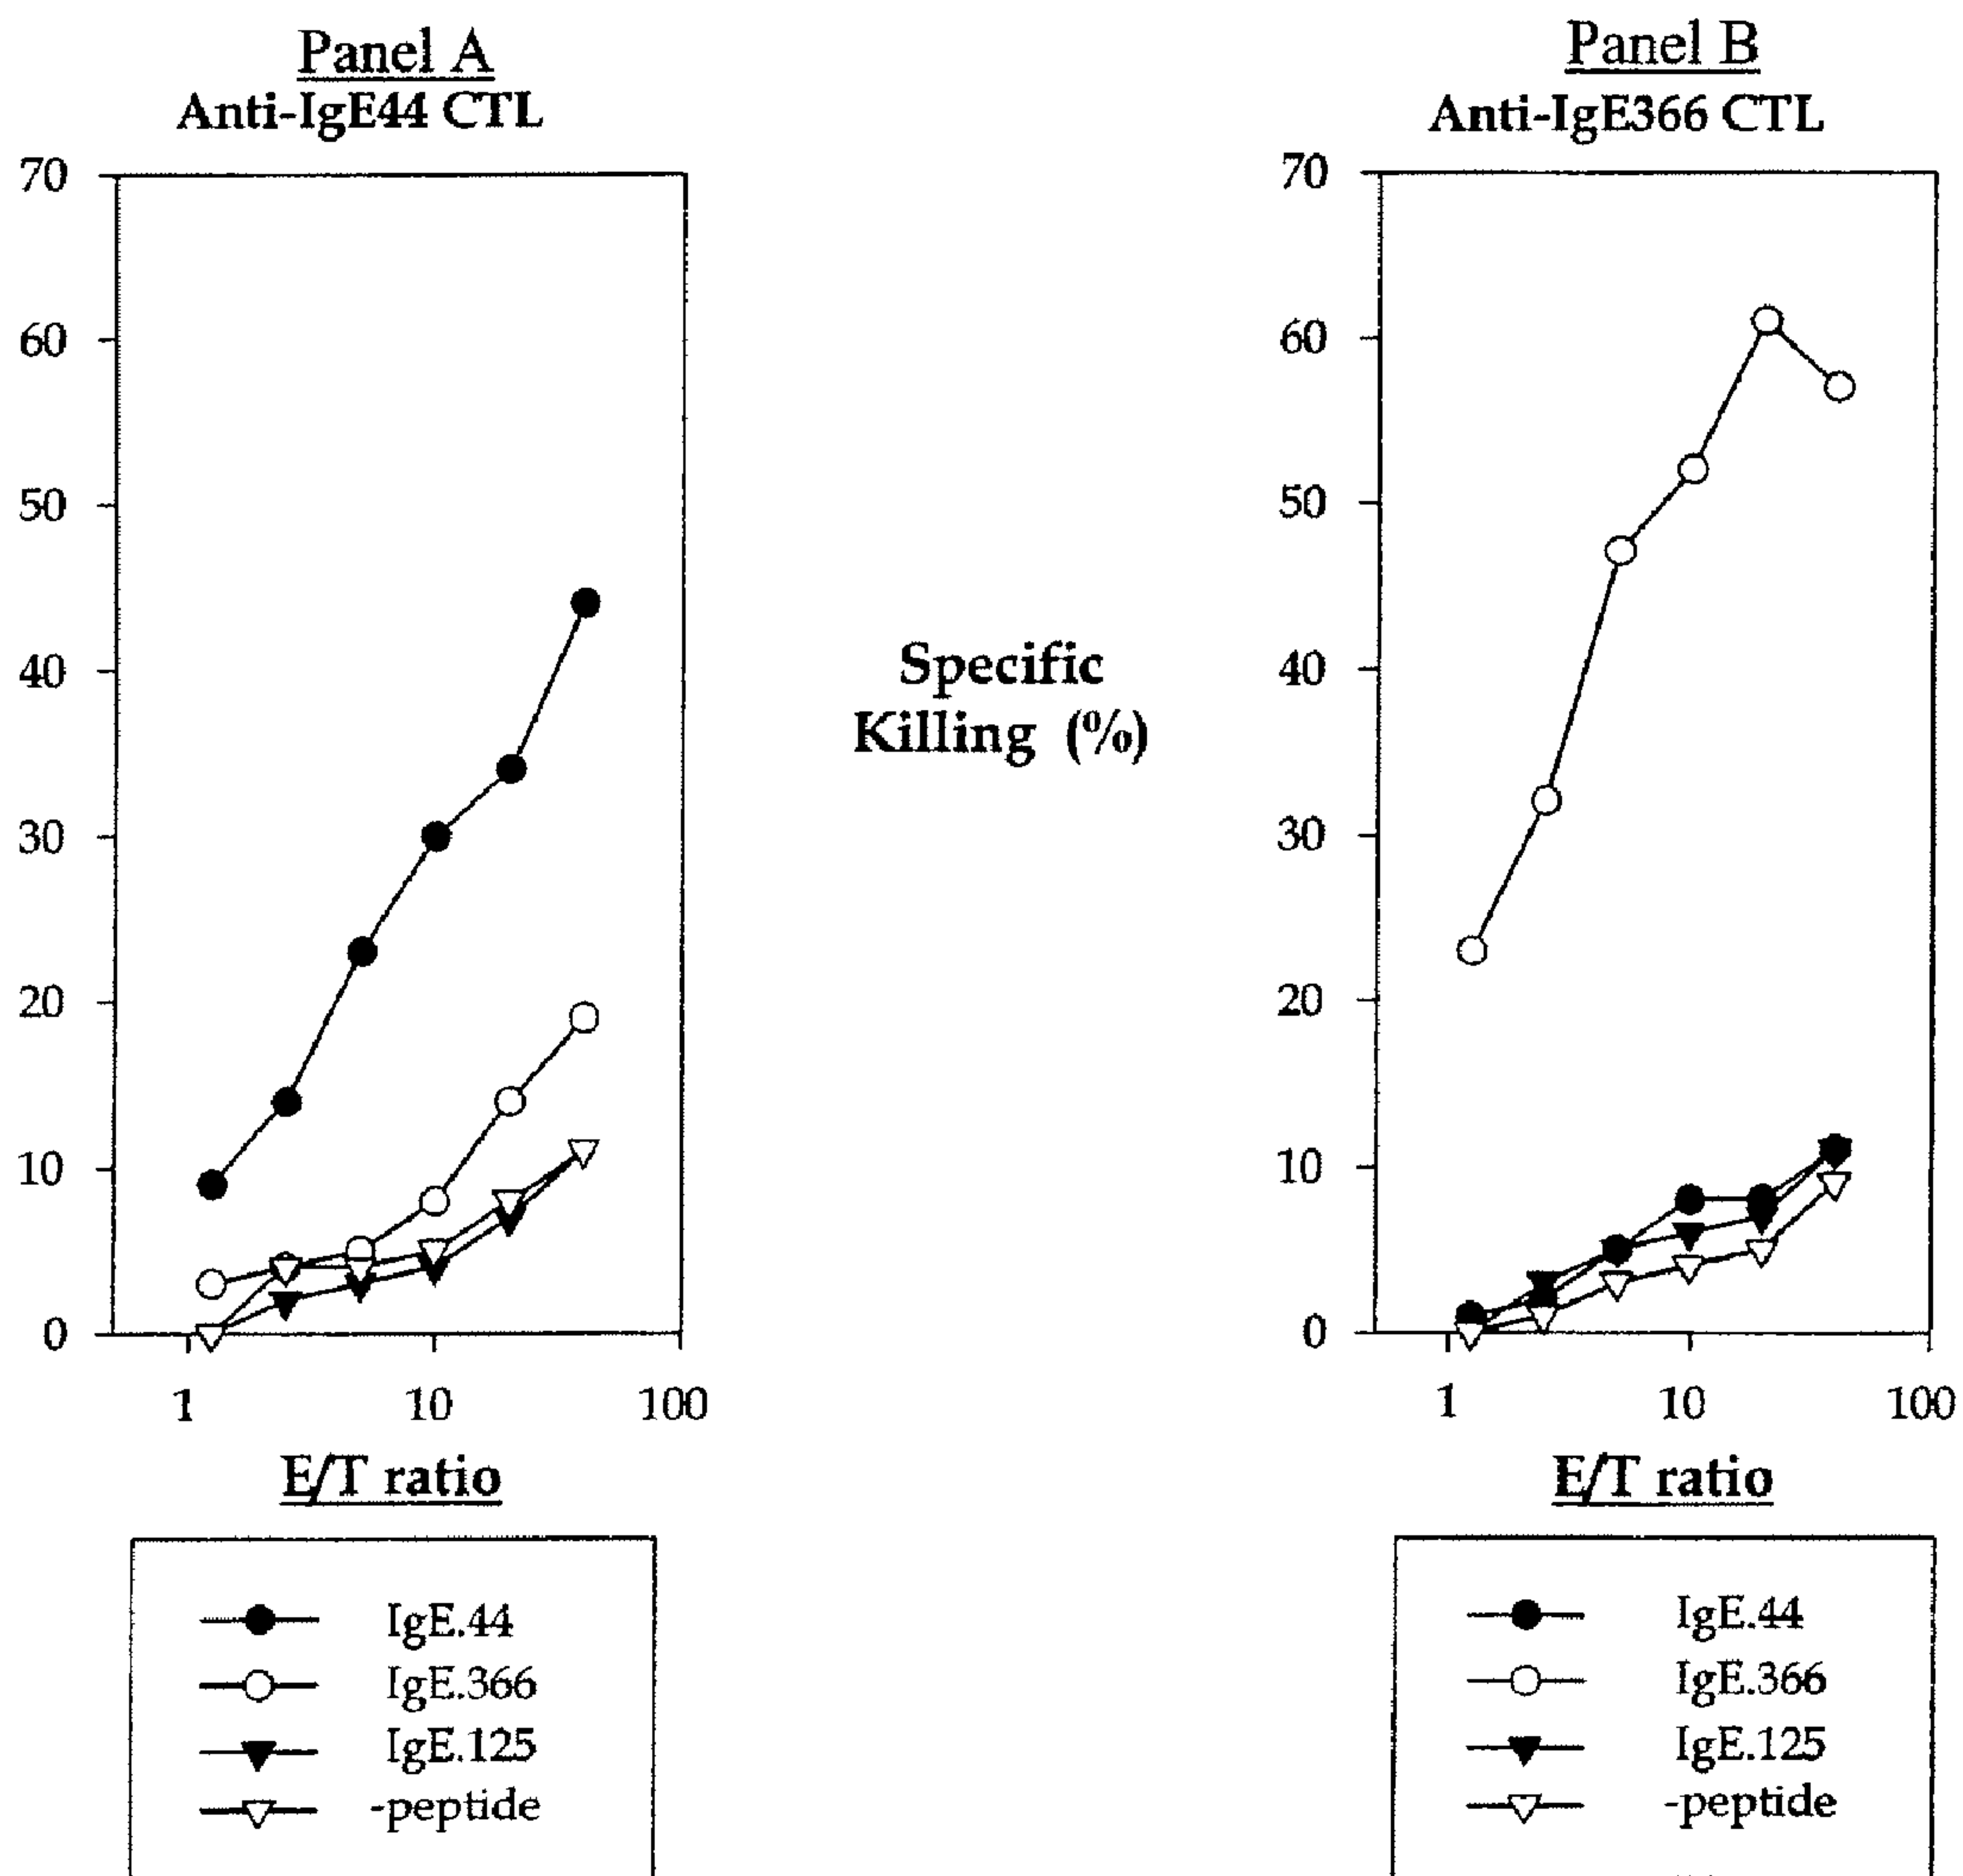 Panel A
Anti-IgE44 CTL
70
60
50
40
30
20
10
0
1 10 100
E/T ratio
IgE.44
IgE.366
IgE.125
-peptide
Specific
Killing (%)
Panel B
Anti-IgE366 CTL
70
60
50
40
30
20
10
0
1 10 100
E/T ratio
IgE.44
IgE.366
IgE.125
-peptide